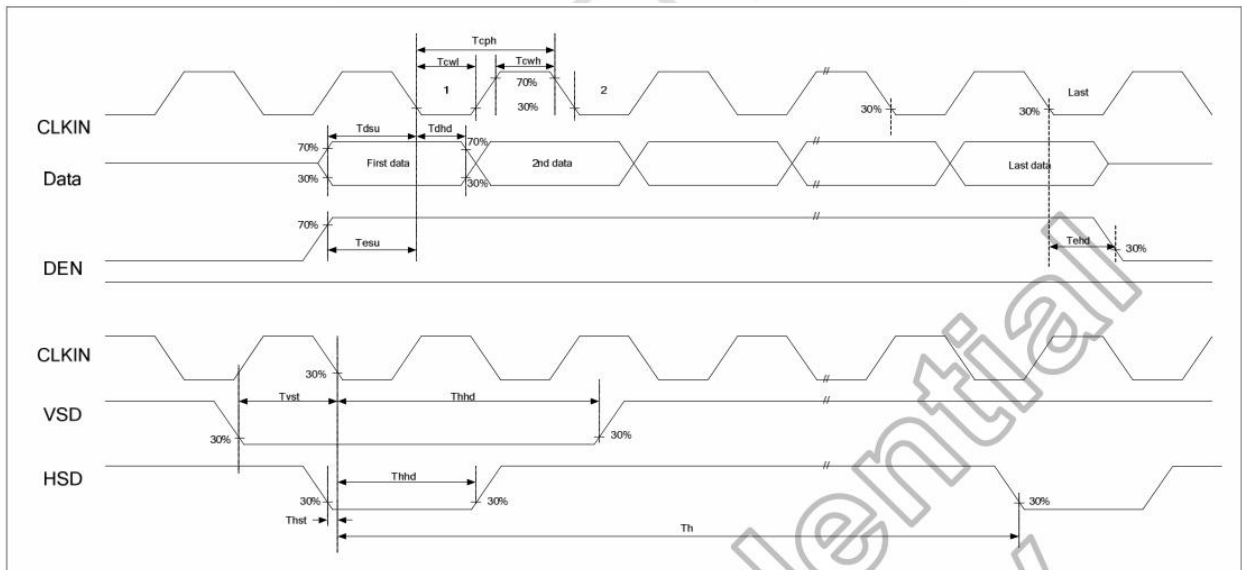 Tcph
Tcwl
Tcwh
1
70%
30%
2
//
30%
30%
Last
CLKIN
Tdsu
Tdhd
70%
70%
First data
2nd data
//
Last data
30%
30%
Data
70%
//
Tesu
Tehd
30%
DEN
CLKIN
30%
//
Tvst
Thhd
//
VSD
30%
30%
HSD
Thhd
//
30%
30%
30%
Thst
Th